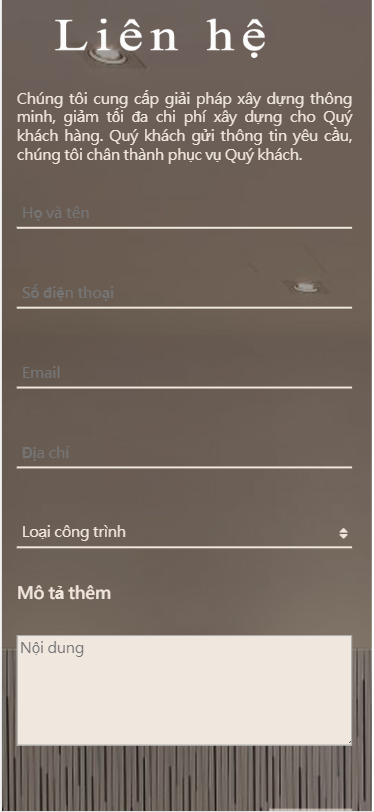 Liên hệ
Chúng tôi cung cấp giải pháp xây dựng thông
minh, giảm tối đa chi phí xây dựng cho Quý
khách hàng. Quý khách gửi thông tin yêu cầu,
chúng tôi chân thành phục vụ Quý khách.
Họ và tên
Số điện thoại
Email
Địa chỉ
Loại công trình
Mô tả thêm
Nội dung